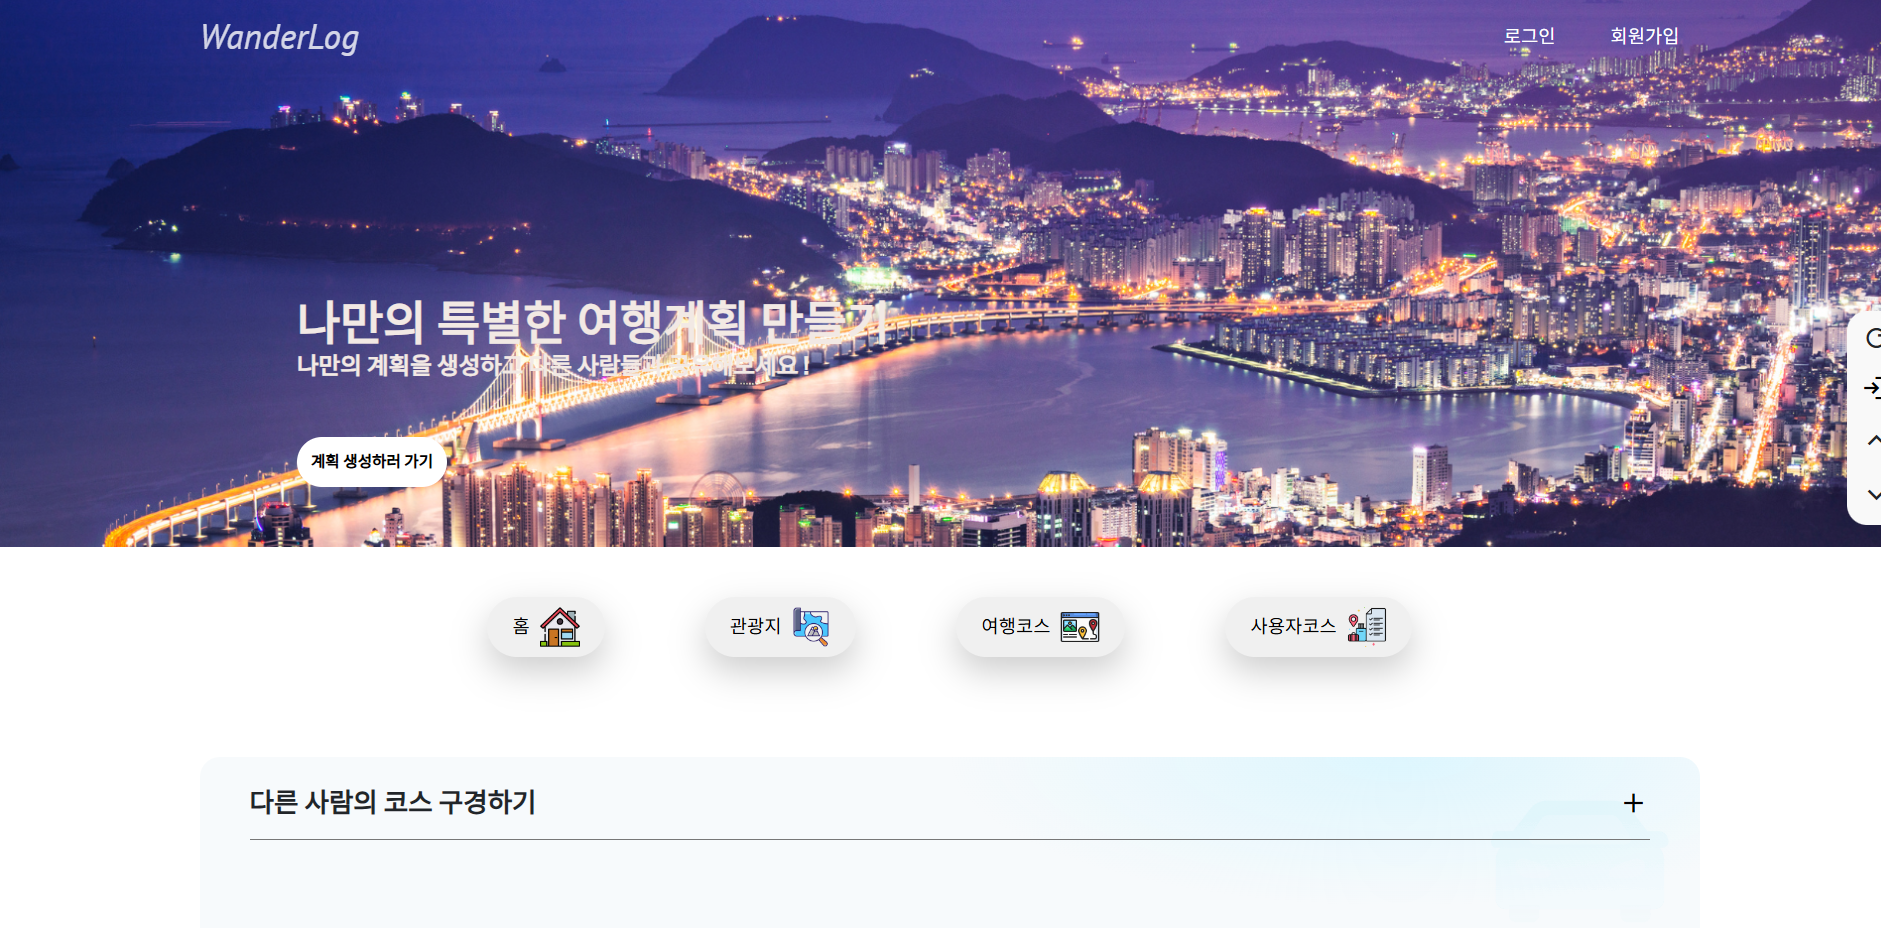 WanderLog
로그인
회원가입
나만의 특별한 여행계획 만들기
나만의 계획을 생성하고 다른 사람들과 공유해보세요!
계획 생성하러 가기
홈
관광지
여행코스
사용자코스
다른 사람의 코스 구경하기